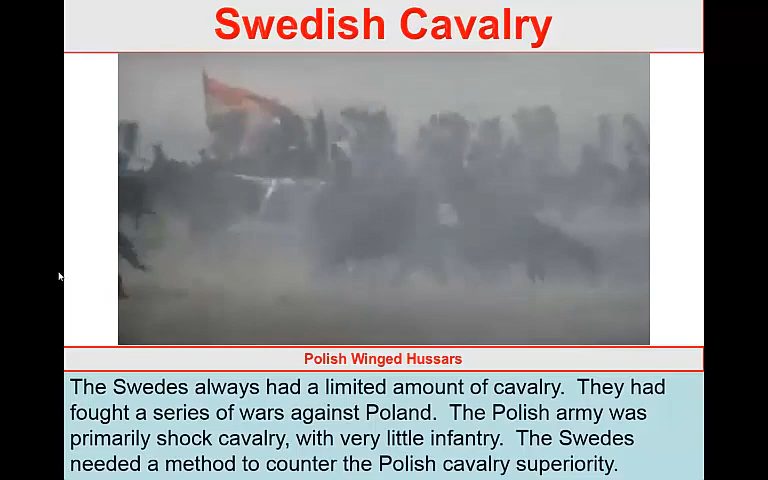 Swedish Cavalry
Polish Winged Hussars
The Swedes always had a limited amount of cavalry. They had
fought a series of wars against Poland. The Polish army was
primarily shock cavalry, with very little infantry. The Swedes
needed a method to counter the Polish cavalry superiority.